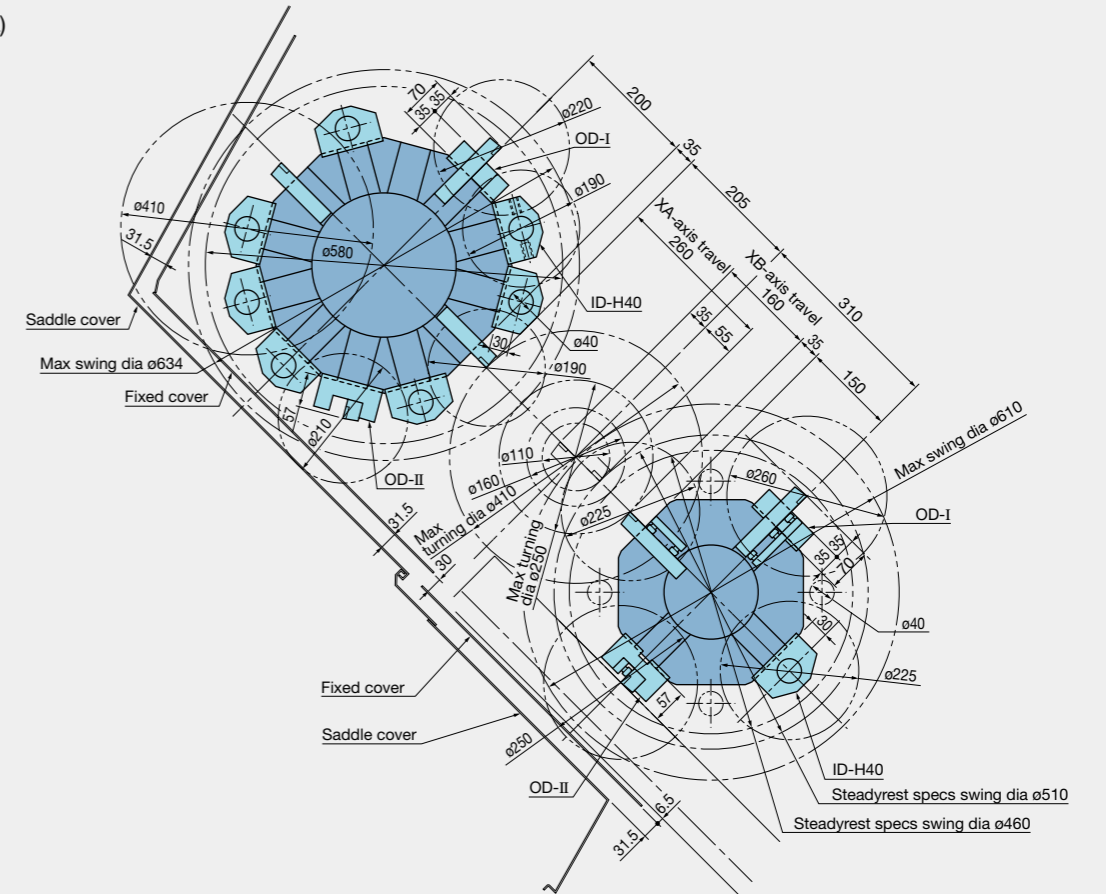 )
70
35
35
ø220
OD-I
ø190
200
35
205
XA-axis travel
260
XB-axis travel
160
310
35
55
35
150
ø410
31.5
ø580
ID-H40
Saddle cover
ø40
30
ø190
Max swing dia ø634
Fixed cover
57
ø210
OD-II
ø110
ø160
Max
turning dia ø410
31.5
30
ø225
Max turning
dia ø250
Max swing dia ø610
ø260
OD-I
35
35
70
ø40
30
ø225
57
Fixed cover
Saddle cover
ø250
OD-II
ID-H40
Steadyrest specs swing dia ø510
Steadyrest specs swing dia ø460
6.5
31.5